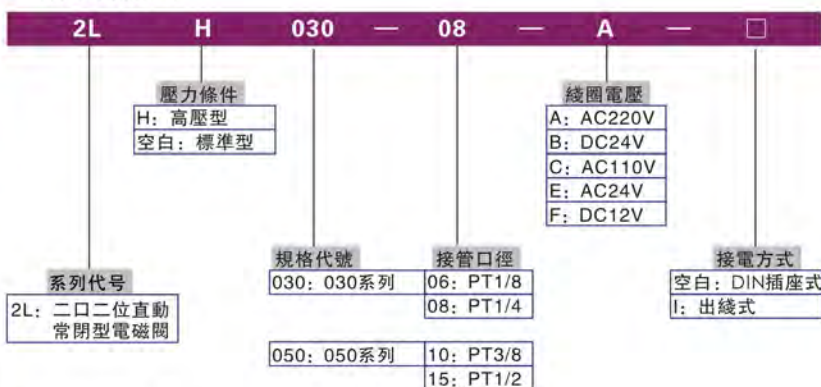 2L H 030 — 08 — A — □
壓力條件
H：高壓型
空白：標準型
綫圈電壓
A：AC220V
B：DC24V
C：AC110V
E：AC24V
F：DC12V
系列代号
2L：二口二位直動
常閉型電磁閥
規格代號
030：030系列
050：050系列
接管口徑
06：PT1/8
08：PT1/4
10：PT3/8
15：PT1/2
接電方式
空白：DIN插座式
I：出綫式